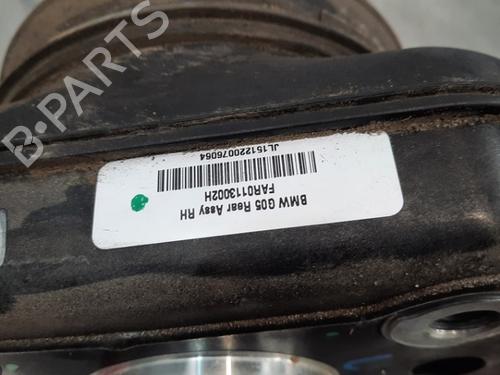 BMW G05 Rear Assy RH
FAR0113002H
JL151220076064
B-PARTS